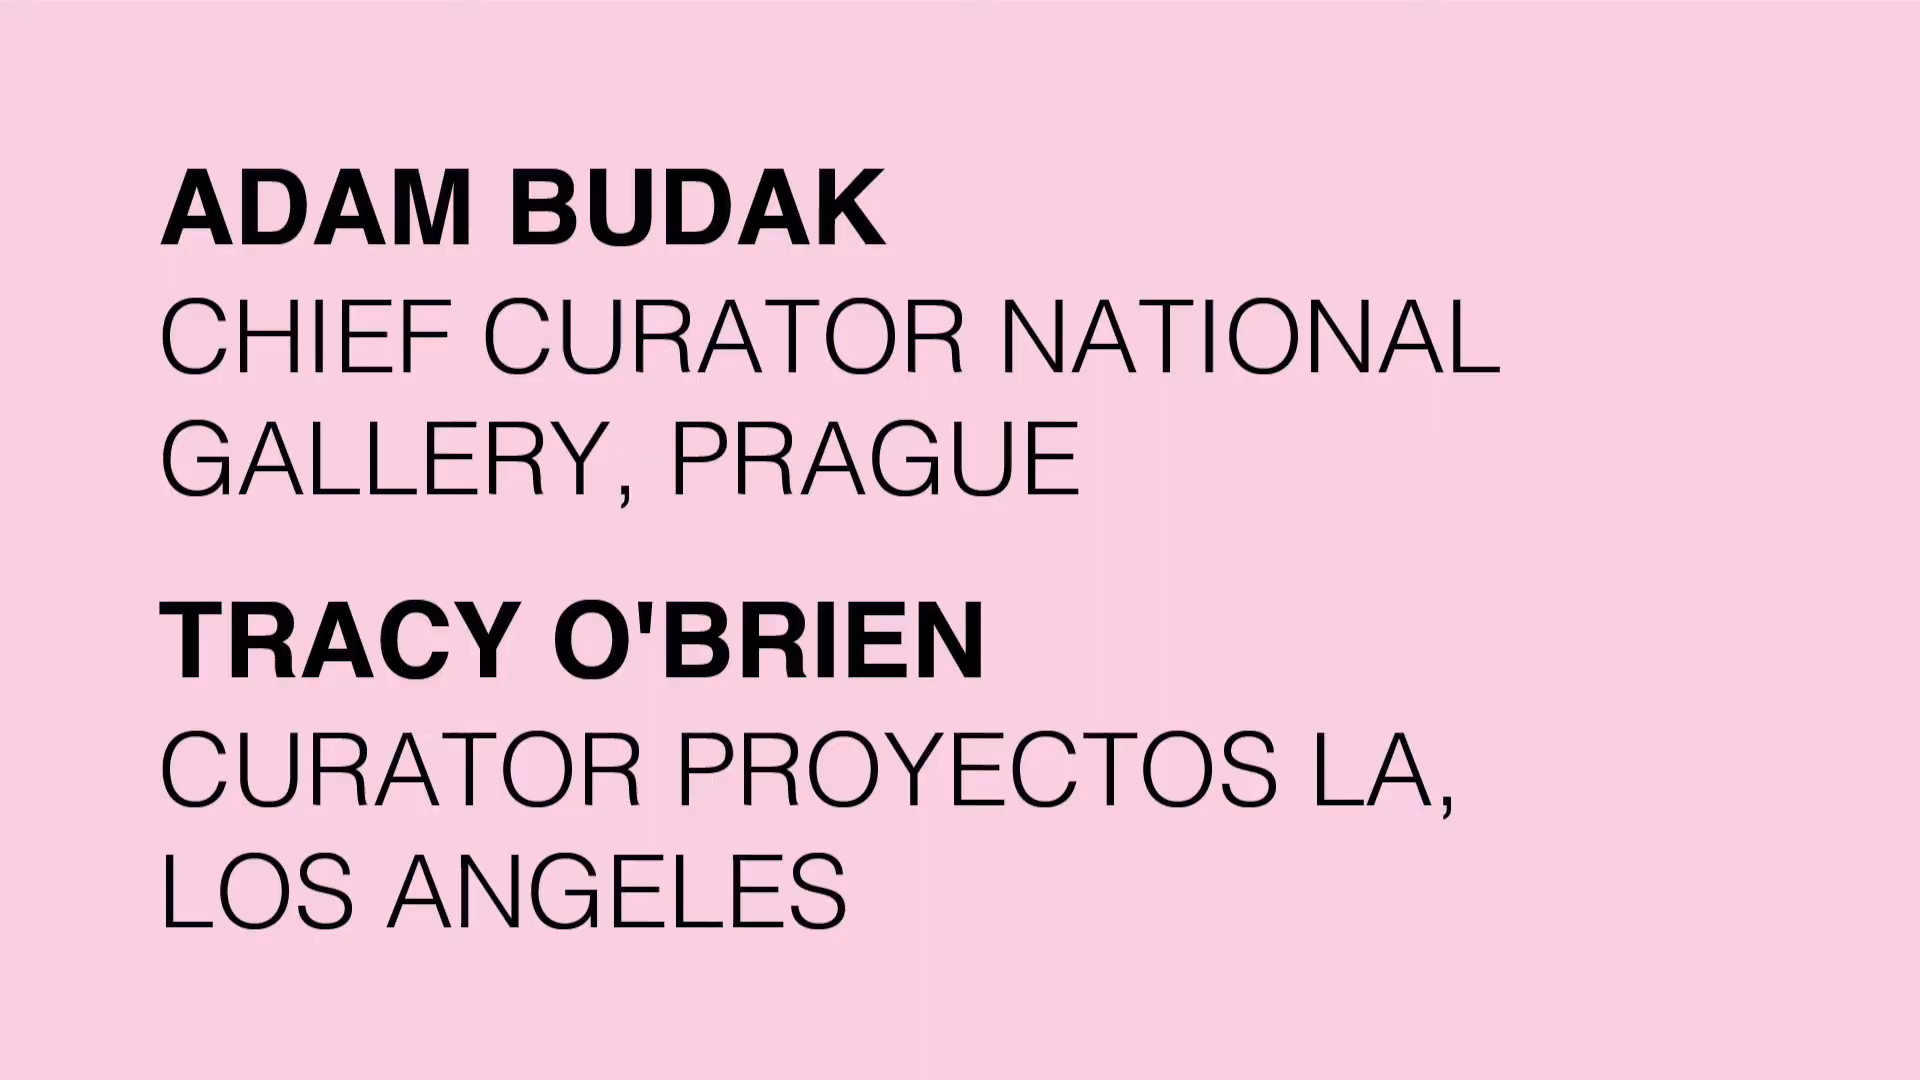 ADAM BUDAK
CHIEF CURATOR NATIONAL
GALLERY, PRAGUE
TRACY O'BRIEN
CURATOR PROYECTOS LA,
LOS ANGELES